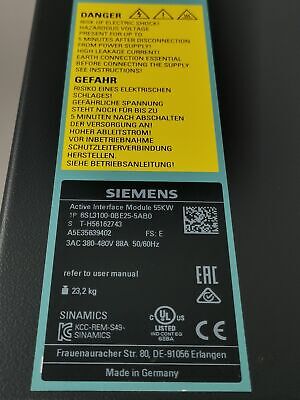 DANGER
RISK OF ELECTRIC SHOCK!
HAZARDOUS VOLTAGE
PRESENT FOR UP TO
5 MINUTES AFTER DISCONNECTION
FROM POWER SUPPLY!
HIGH LEAKAGE CURRENT!
EARTH CONNECTION ESSENTIAL
BEFORE CONNECTING THE SUPPLY
SEE INSTRUCTIONS!
GEFAHR
RISIKO EINES ELEKTRISCHEN
SCHLAGES!
GEFÄHRLICHE SPANNUNG
STEHT NOCH FÜR BIS ZU
5 MINUTEN NACH ABSCHALTEN
DER VERSORGUNG AN!
HOHER ABLEITSTROM!
VOR INBETRIEBNAHME
SCHUTZLEITERVERBINDUNG
HERSTELLEN
(SIEHE BETRIEBSANLEITUNG)!
SIEMENS
Active Interface Module 55KW
1P 6SL3100-0BE25-5AB0
S T-H56162743
A5E35639402 FS: E
3AC 380-480V 88A 50/60Hz
refer to user manual
EAC
23,2 kg
SINAMICS
KCC-REM-S49-
SINAMICS
C UL US
LISTED
IND. CONT. EQ.
6EBA
Frauenauracher Str. 80, DE-91056 Erlangen
Made in Germany